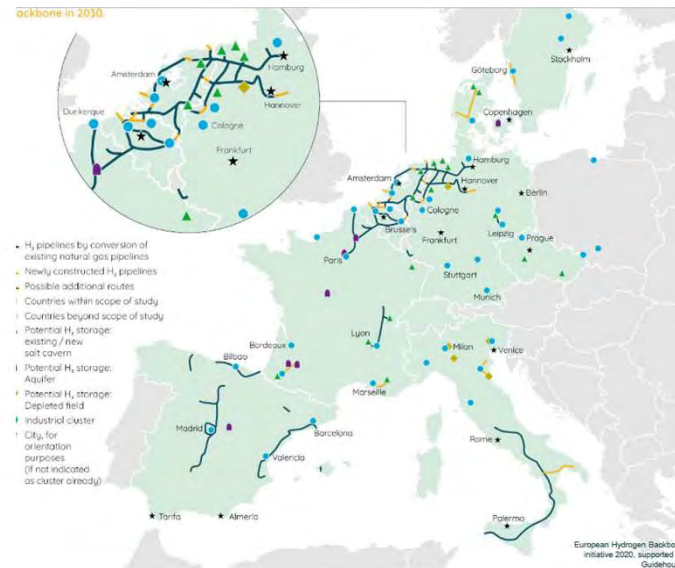 ackbone in 2030.
Hamburg
Amsterdam
Hannover
Dunkerque
Cologne
Frankfurt
Stockholm
Göteborg
Copenhagen
Hamburg
Amsterdam
Hannover
Berlin
Cologne
Brussels
Leipzig
Frankfurt
Prague
Paris
Stuttgart
Munich
Lyon
Milan
Venice
Bordeaux
Bilbao
Marseille
Madrid
Barcelona
Valencia
Rome
Tarifa
Almería
Palermo
H₂ pipelines by conversion of
existing natural gas pipelines
Newly constructed H₂ pipelines
Possible additional routes
Countries within scope of study
Countries beyond scope of study
Potential H₂ storage:
existing / new
salt cavern
Potential H₂ storage:
Aquifer
Potential H₂ storage:
Depleted field
Industrial cluster
City, for
orientation
purposes
(if not indicated
as cluster already)
European Hydrogen Backbo
initiative 2020, supported
Guidehou